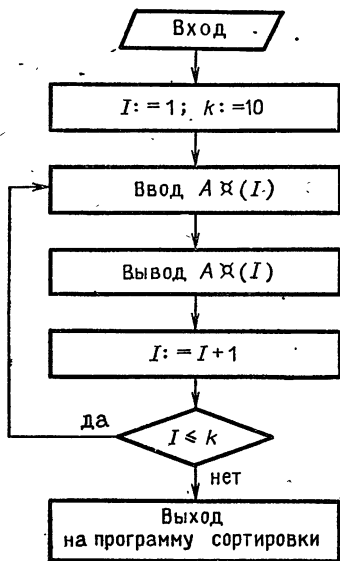 Вход
I:=1; k:=10
Ввод A¤(I)
Вывод A¤(I)
I:=I+1
да
I ≤ k
нет
Выход
на программу сортировки